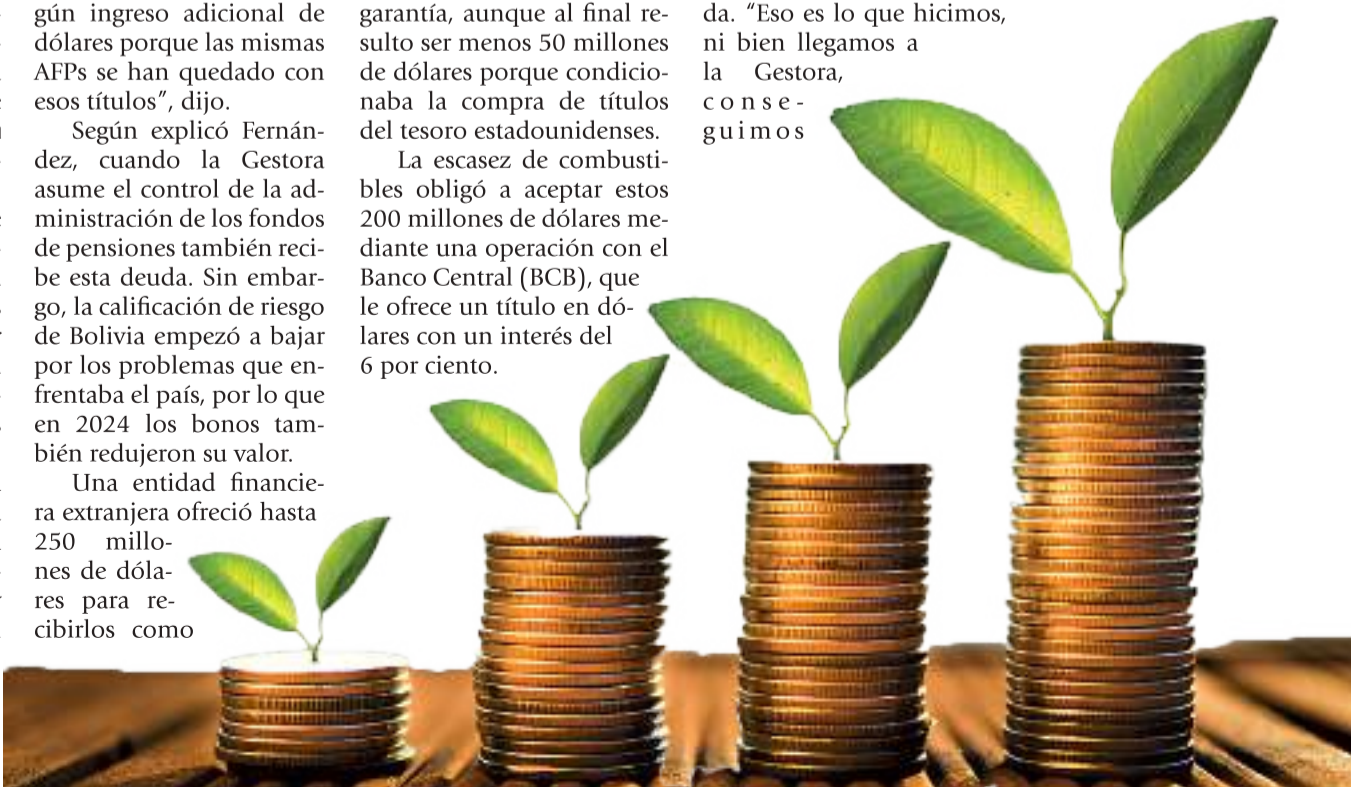 gún ingreso adicional de
dólares porque las mismas
AFPs se han quedado con
esos títulos”, dijo.
Según explicó Fernán-
dez, cuando la Gestora
asume el control de la ad-
ministración de los fondos
de pensiones también reci-
be esta deuda. Sin embar-
go, la calificación de riesgo
de Bolivia empezó a bajar
por los problemas que en-
frentaba el país, por lo que
en 2024 los bonos tam-
bién redujeron su valor.
Una entidad financie-
ra extranjera ofreció hasta
250 millo-
nes de dóla-
res para re-
cibirlos como
garantía, aunque al final re-
sulto ser menos 50 millones
de dólares porque condicio-
naba la compra de títulos
del tesoro estadounidenses.
La escasez de combusti-
bles obligó a aceptar estos
200 millones de dólares me-
diante una operación con el
Banco Central (BCB), que
le ofrece un título en dó-
lares con un interés del
6 por ciento.
da. “Eso es lo que hicimos,
ni bien llegamos a
la Gestora,
conse-
guimos